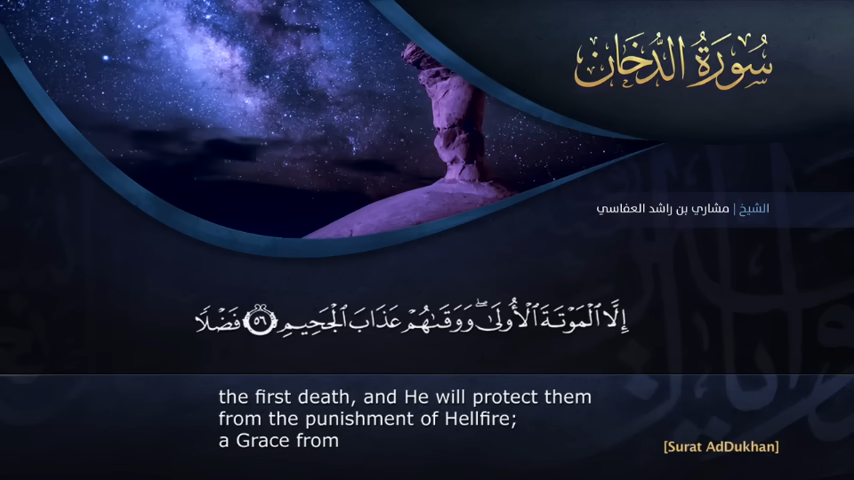 سُورَةُ الدُّخَان
الشيخ | مشاري بن راشد العفاسي
إِلَّا ٱلْمَوْتَةَ ٱلْأُولَىٰ ۖ وَوَقَىٰهُمْ عَذَابَ ٱلْجَحِيمِ ٥٦ فَضْلًا
the first death, and He will protect them
from the punishment of Hellfire;
a Grace from
[Surat AdDukhan]